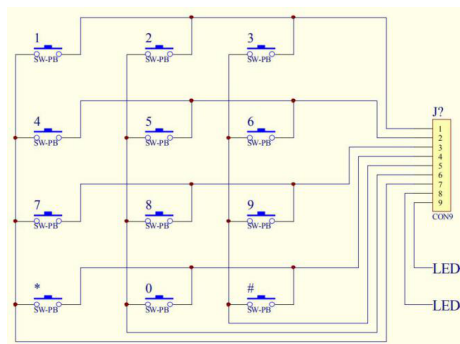 1 2 3
SW-PB SW-PB SW-PB
4 5 6
SW-PB SW-PB SW-PB
7 8 9
SW-PB SW-PB SW-PB
* 0 #
SW-PB SW-PB SW-PB
J?
1
2
3
4
5
6
7
8
9
CON9
LED
LED